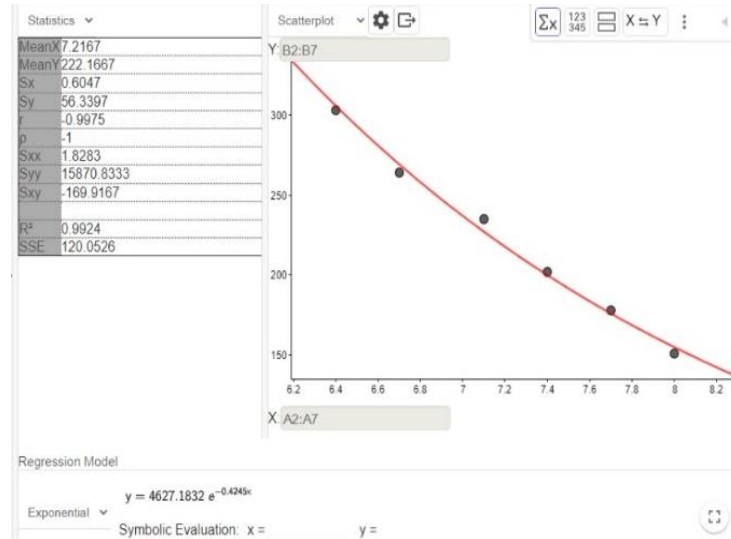 Statistics
MeanX 7.2167
MeanY 222.1667
Sx 0.6047
Sy 56.3397
r -0.9975
ρ -1
Sxx 1.8283
Syy 15870.8333
Sxy -169.9167
R² 0.9924
SSE 120.0526
Scatterplot
Σx 123 345 X ⇆ Y
Y: B2:B7
300
250
200
150
6.2 6.4 6.6 6.8 7 7.2 7.4 7.6 7.8 8 8.2
X: A2:A7
Regression Model
y = 4627.1832 e^-0.4245x
Exponential
Symbolic Evaluation: x = y =